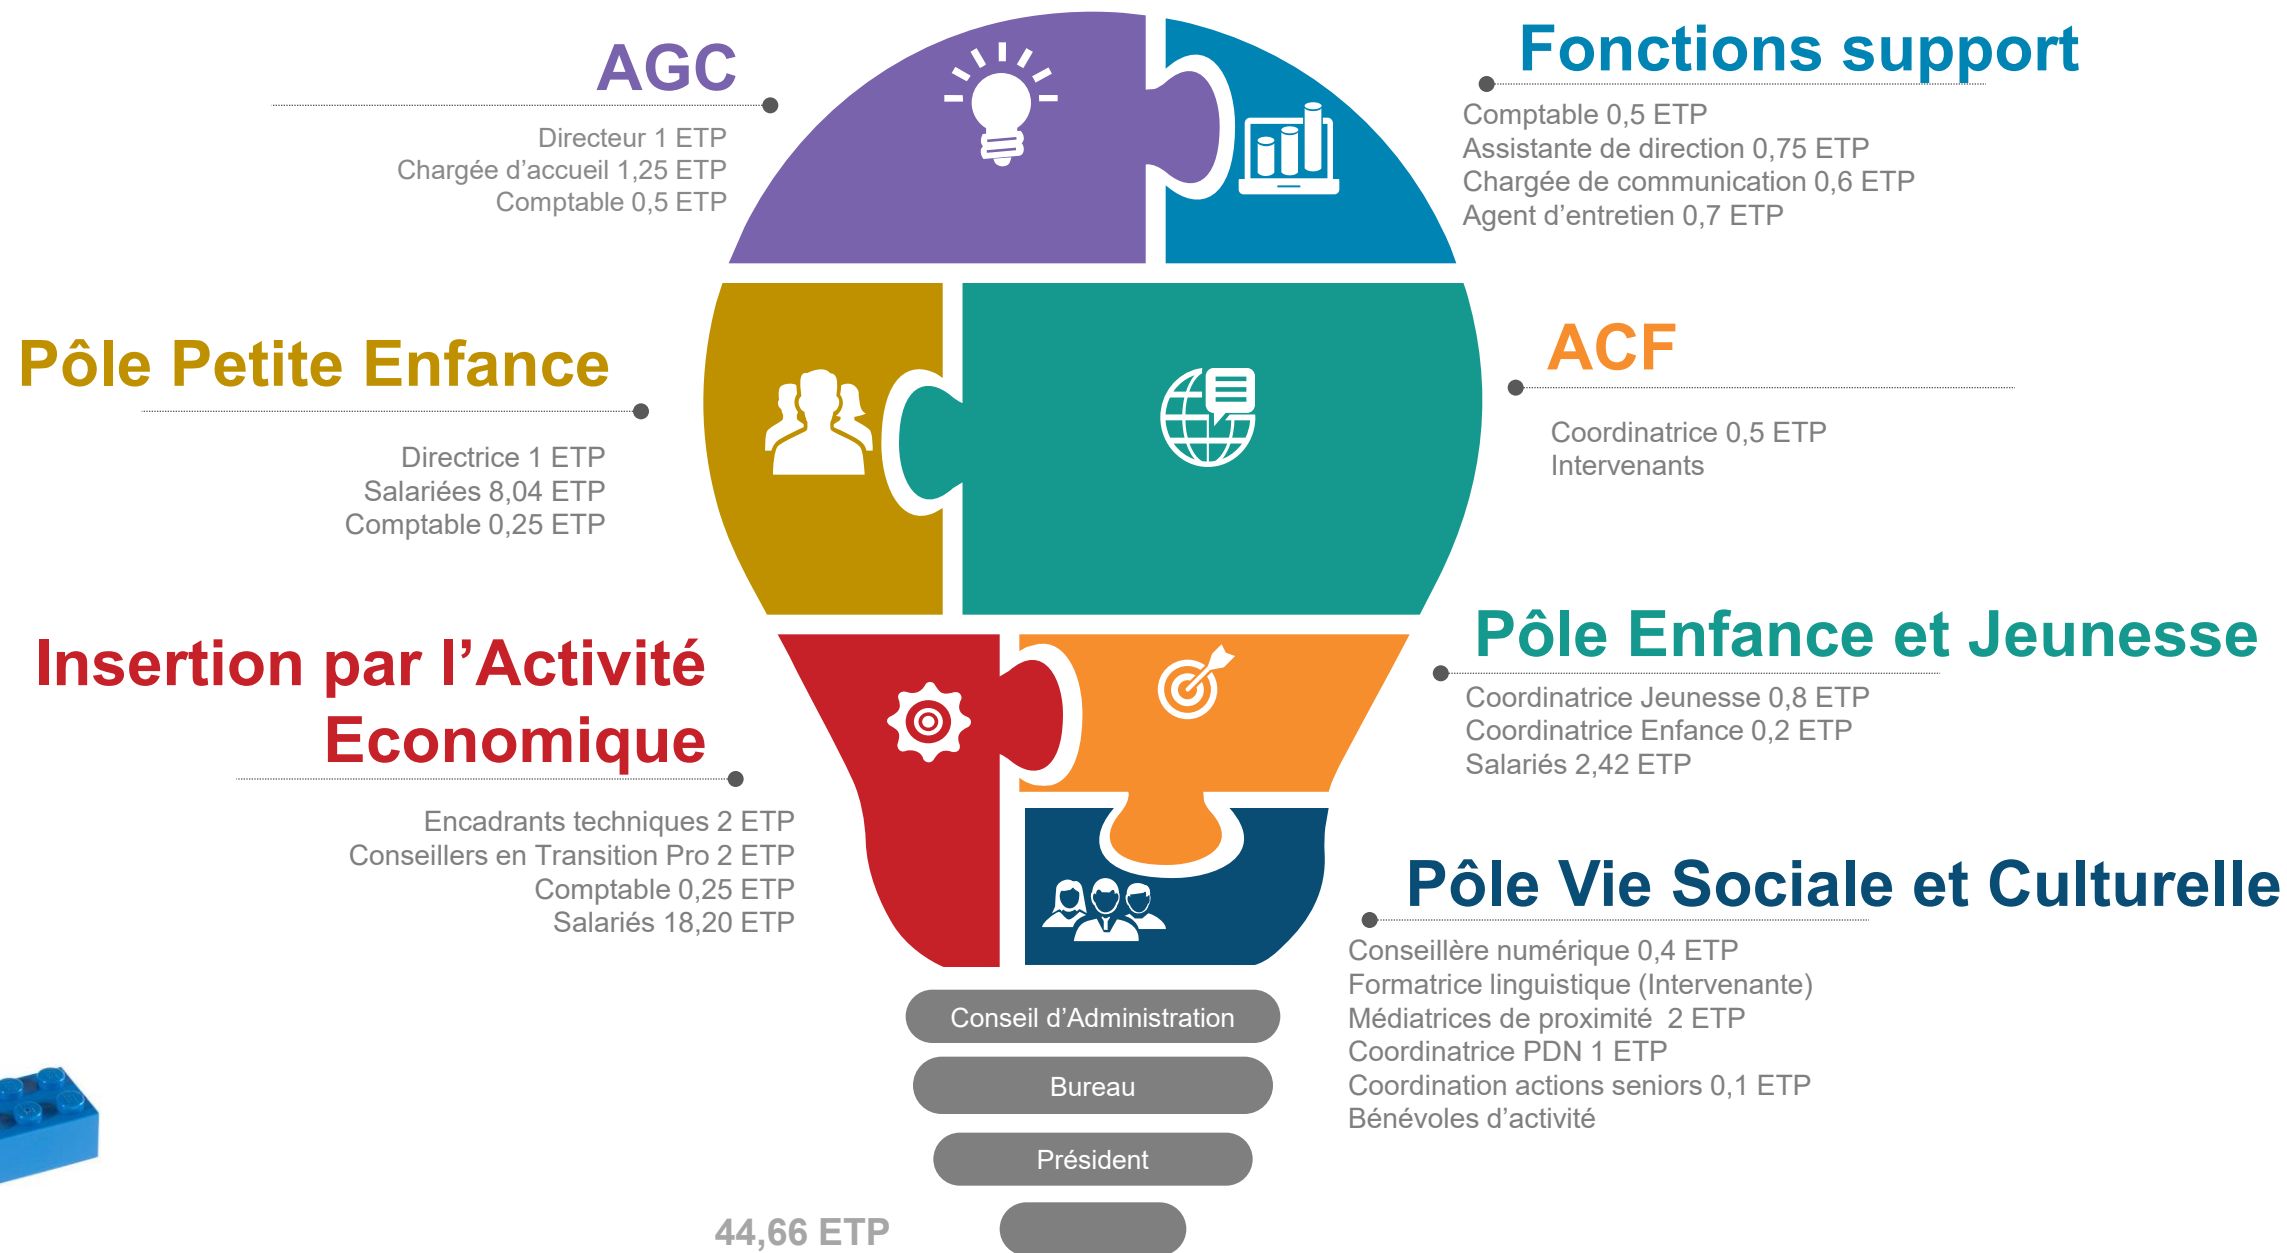 AGC
Directeur 1 ETP
Chargée d’accueil 1,25 ETP
Comptable 0,5 ETP
Fonctions support
Comptable 0,5 ETP
Assistante de direction 0,75 ETP
Chargée de communication 0,6 ETP
Agent d’entretien 0,7 ETP
Pôle Petite Enfance
Directrice 1 ETP
Salariées 8,04 ETP
Comptable 0,25 ETP
ACF
Coordinatrice 0,5 ETP
Intervenants
Insertion par l’Activité
Economique
Encadrants techniques 2 ETP
Conseillers en Transition Pro 2 ETP
Comptable 0,25 ETP
Salariés 18,20 ETP
Pôle Enfance et Jeunesse
Coordinatrice Jeunesse 0,8 ETP
Coordinatrice Enfance 0,2 ETP
Salariés 2,42 ETP
Pôle Vie Sociale et Culturelle
Conseillère numérique 0,4 ETP
Formatrice linguistique (Intervenante)
Médiatrices de proximité  2 ETP
Coordinatrice PDN 1 ETP
Coordination actions seniors 0,1 ETP
Bénévoles d’activité
Conseil d’Administration
Bureau
Président
44,66 ETP